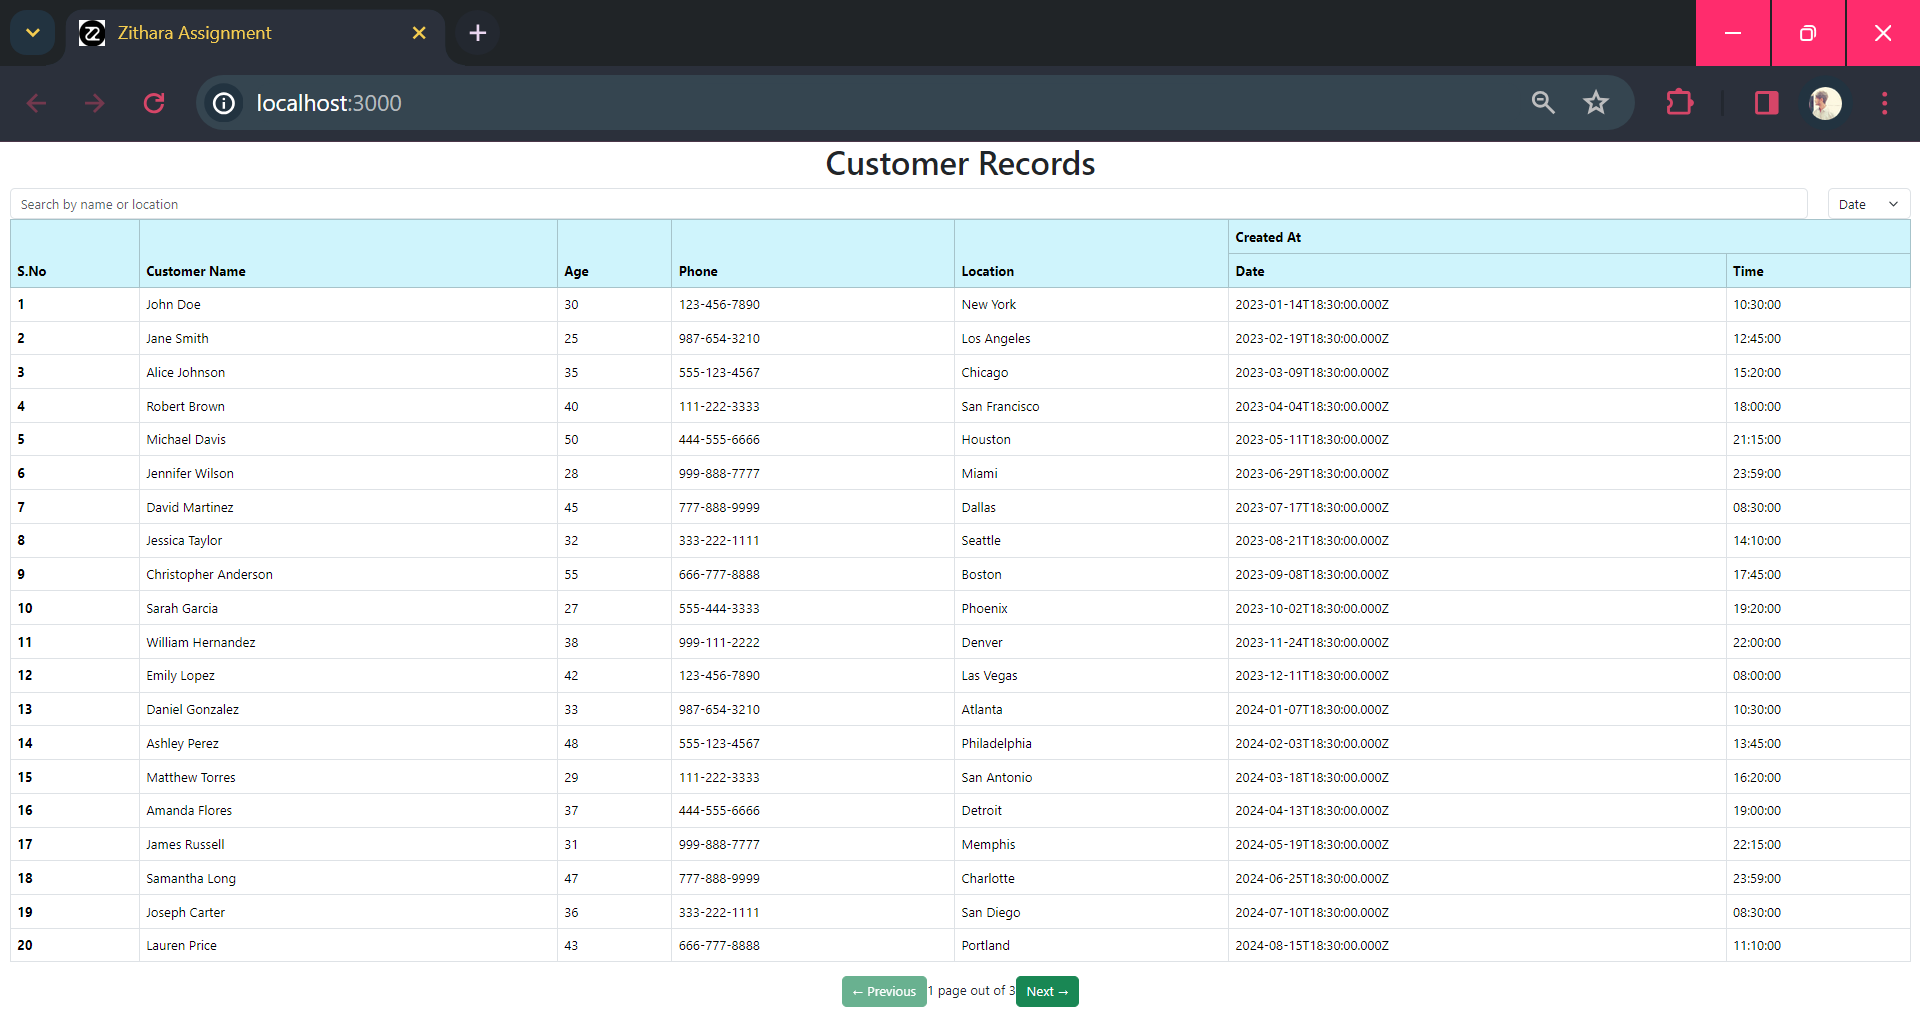 Zithara Assignment
localhost:3000
Customer Records
Search by name or location
Date
Created At
S.No Customer Name Age Phone Location Date Time
1 John Doe 30 123-456-7890 New York 2023-01-14T18:30:00.000Z 10:30:00
2 Jane Smith 25 987-654-3210 Los Angeles 2023-02-19T18:30:00.000Z 12:45:00
3 Alice Johnson 35 555-123-4567 Chicago 2023-03-09T18:30:00.000Z 15:20:00
4 Robert Brown 40 111-222-3333 San Francisco 2023-04-04T18:30:00.000Z 18:00:00
5 Michael Davis 50 444-555-6666 Houston 2023-05-11T18:30:00.000Z 21:15:00
6 Jennifer Wilson 28 999-888-7777 Miami 2023-06-29T18:30:00.000Z 23:59:00
7 David Martinez 45 777-888-9999 Dallas 2023-07-17T18:30:00.000Z 08:30:00
8 Jessica Taylor 32 333-222-1111 Seattle 2023-08-21T18:30:00.000Z 14:10:00
9 Christopher Anderson 55 666-777-8888 Boston 2023-09-08T18:30:00.000Z 17:45:00
10 Sarah Garcia 27 555-444-3333 Phoenix 2023-10-02T18:30:00.000Z 19:20:00
11 William Hernandez 38 999-111-2222 Denver 2023-11-24T18:30:00.000Z 22:00:00
12 Emily Lopez 42 123-456-7890 Las Vegas 2023-12-11T18:30:00.000Z 08:00:00
13 Daniel Gonzalez 33 987-654-3210 Atlanta 2024-01-07T18:30:00.000Z 10:30:00
14 Ashley Perez 48 555-123-4567 Philadelphia 2024-02-03T18:30:00.000Z 13:45:00
15 Matthew Torres 29 111-222-3333 San Antonio 2024-03-18T18:30:00.000Z 16:20:00
16 Amanda Flores 37 444-555-6666 Detroit 2024-04-13T18:30:00.000Z 19:00:00
17 James Russell 31 999-888-7777 Memphis 2024-05-19T18:30:00.000Z 22:15:00
18 Samantha Long 47 777-888-9999 Charlotte 2024-06-25T18:30:00.000Z 23:59:00
19 Joseph Carter 36 333-222-1111 San Diego 2024-07-10T18:30:00.000Z 08:30:00
20 Lauren Price 43 666-777-8888 Portland 2024-08-15T18:30:00.000Z 11:10:00
← Previous 1 page out of 3 Next →